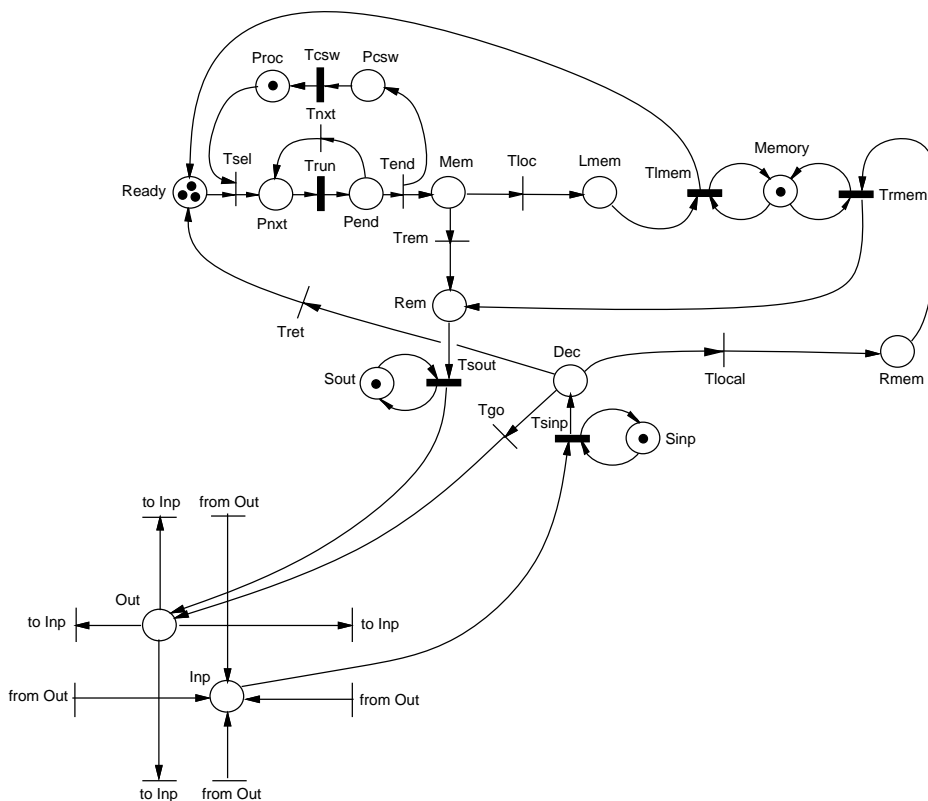 Proc
Tcsw
Pcsw
Tnxt
Tsel
Trun
Tend
Mem
Tloc
Lmem
Tlmem
Memory
Ready
Trmem
Pnxt
Pend
Trem
Rem
Tret
Tsout
Dec
Sout
Tlocal
Rmem
Tgo
Tsinp
Sinp
to Inp
from Out
Out
to Inp
to Inp
Inp
from Out
from Out
to Inp
from Out